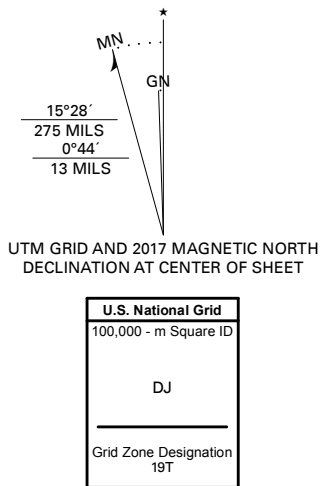 ★
MN
GN
15°28´
275 MILS
0°44´
13 MILS
UTM GRID AND 2017 MAGNETIC NORTH
DECLINATION AT CENTER OF SHEET
U.S. National Grid
100,000 - m Square ID
DJ
Grid Zone Designation
19T